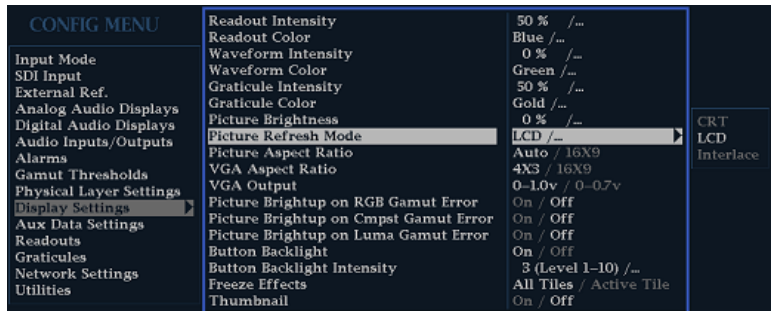 CONFIG MENU
Input Mode
SDI Input
External Ref.
Analog Audio Displays
Digital Audio Displays
Audio Inputs/Outputs
Alarms
Gamut Thresholds
Physical Layer Settings
Display Settings
Aux Data Settings
Readouts
Graticules
Network Settings
Utilities
Readout Intensity 50 % /...
Readout Color Blue /...
Waveform Intensity 0 % /...
Waveform Color Green /...
Graticule Intensity 50 % /...
Graticule Color Gold /...
Picture Brightness 0 % /...
Picture Refresh Mode LCD /...
Picture Aspect Ratio Auto / 16X9
VGA Aspect Ratio 4X3 / 16X9
VGA Output 0–1.0v / 0–0.7v
Picture Brightup on RGB Gamut Error On / Off
Picture Brightup on Cmpst Gamut Error On / Off
Picture Brightup on Luma Gamut Error On / Off
Button Backlight On / Off
Button Backlight Intensity 3 (Level 1–10) /...
Freeze Effects All Tiles / Active Tile
Thumbnail On / Off
CRT
LCD
Interlace